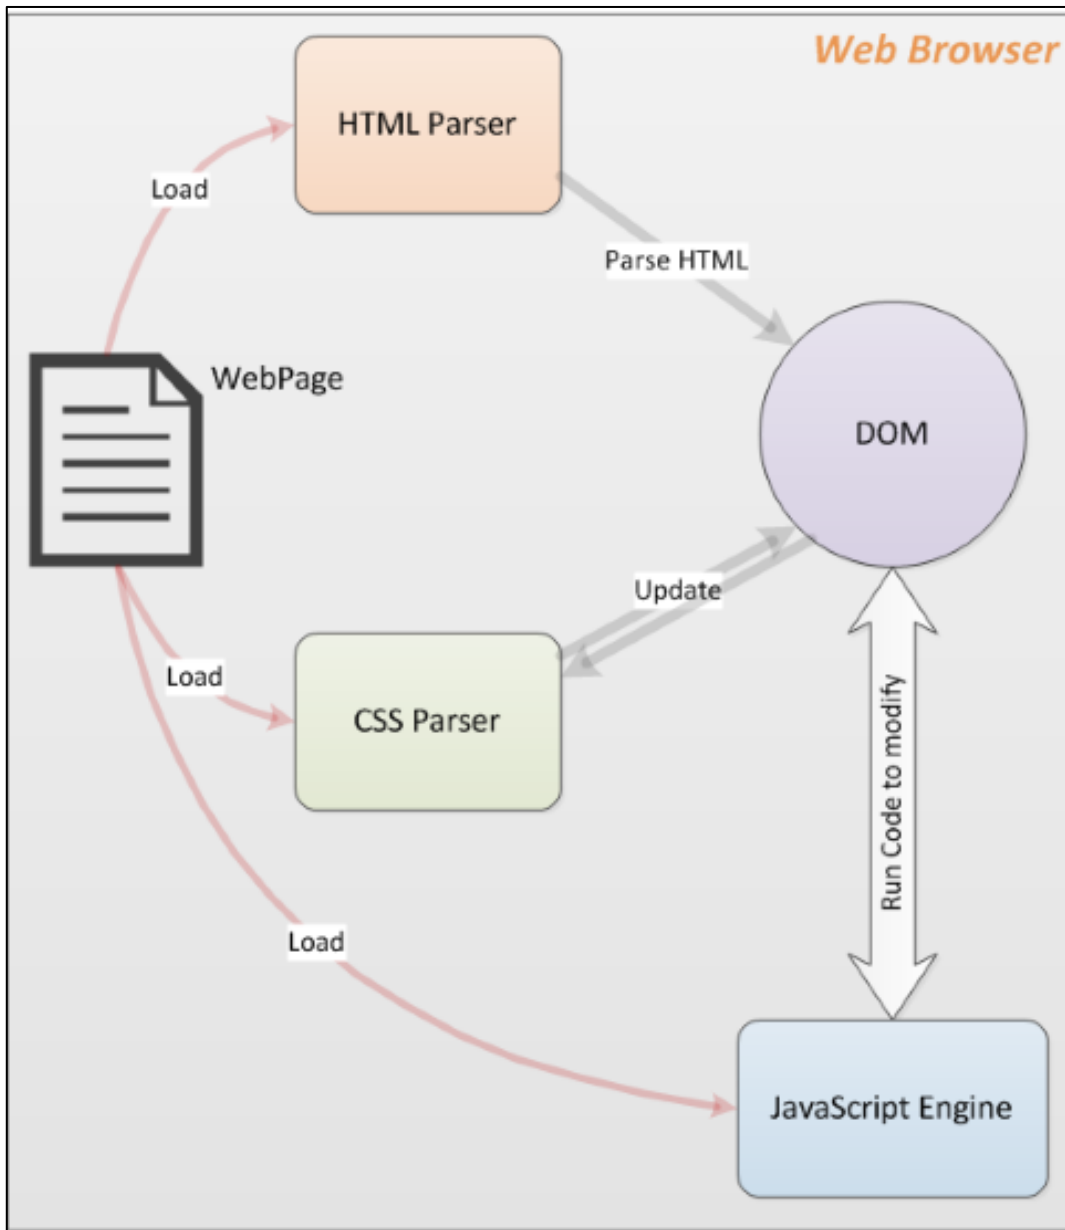 Web Browser
HTML Parser
Load
Parse HTML
WebPage
DOM
Update
Load
CSS Parser
Run Code to modify
Load
JavaScript Engine